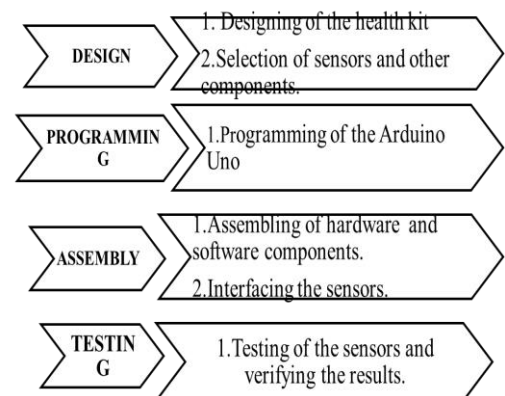 DESIGN
1. Designing of the health kit
2.Selection of sensors and other
components.
PROGRAMMIN
G
1.Programming of the Arduino
Uno
ASSEMBLY
1.Assembling of hardware and
software components.
2.Interfacing the sensors.
TESTIN
G
1.Testing of the sensors and
verifying the results.